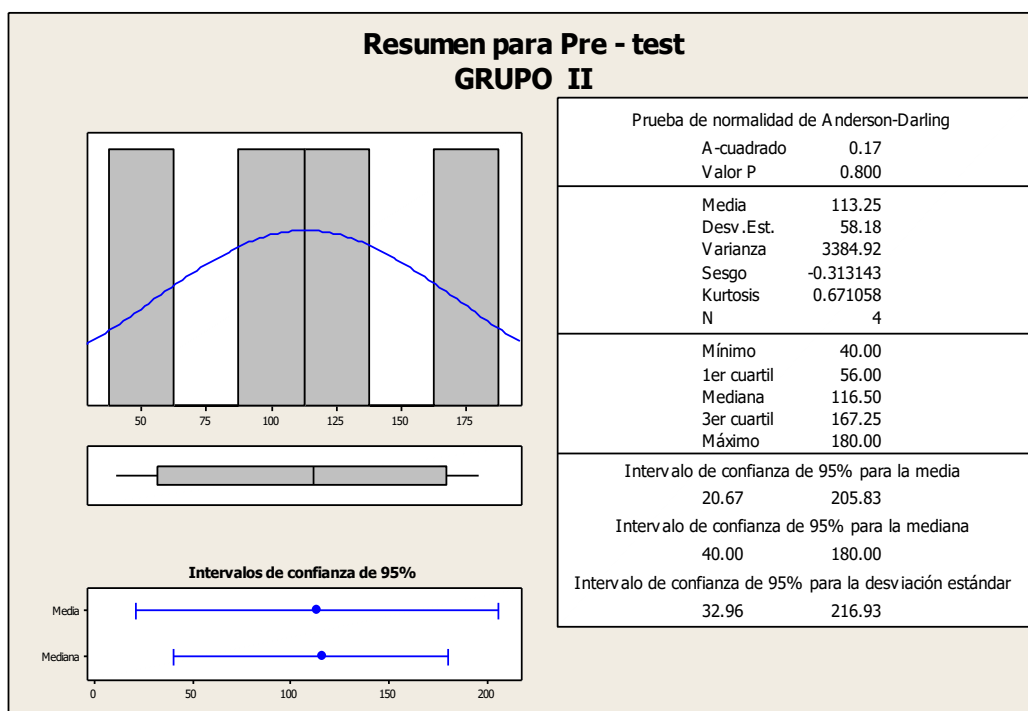 Resumen para Pre - test
GRUPO II
50 75 100 125 150 175
Intervalos de confianza de 95%
Media
Mediana
0 50 100 150 200
Prueba de normalidad de Anderson-Darling
A-cuadrado 0.17
Valor P 0.800
Media 113.25
Desv.Est. 58.18
Varianza 3384.92
Sesgo -0.313143
Kurtosis 0.671058
N 4
Mínimo 40.00
1er cuartil 56.00
Mediana 116.50
3er cuartil 167.25
Máximo 180.00
Intervalo de confianza de 95% para la media
20.67 205.83
Intervalo de confianza de 95% para la mediana
40.00 180.00
Intervalo de confianza de 95% para la desviación estándar
32.96 216.93